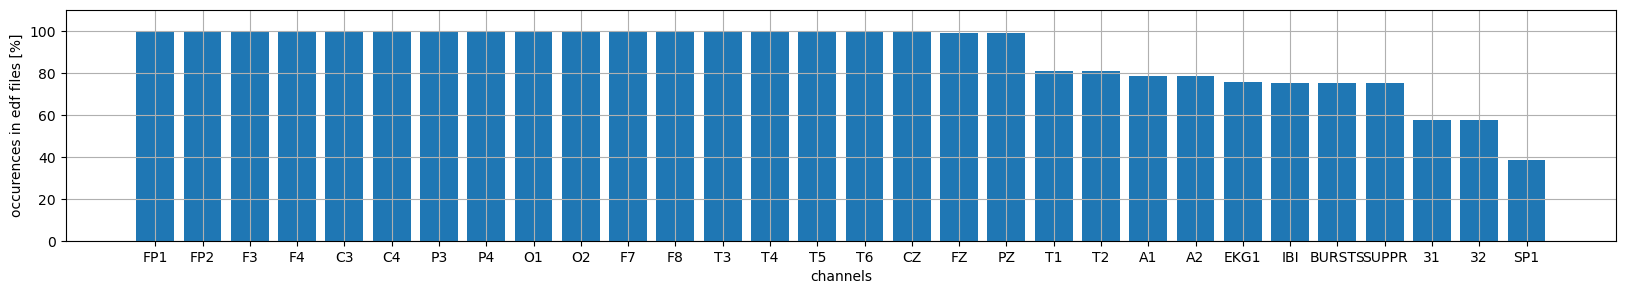 occurences in edf files [%]
100
80
60
40
20
0
FP1 FP2 F3 F4 C3 C4 P3 P4 O1 O2 F7 F8 T3 T4 T5 T6 CZ FZ PZ T1 T2 A1 A2 EKG1 IBI BURSTS SUPPR 31 32 SP1
channels